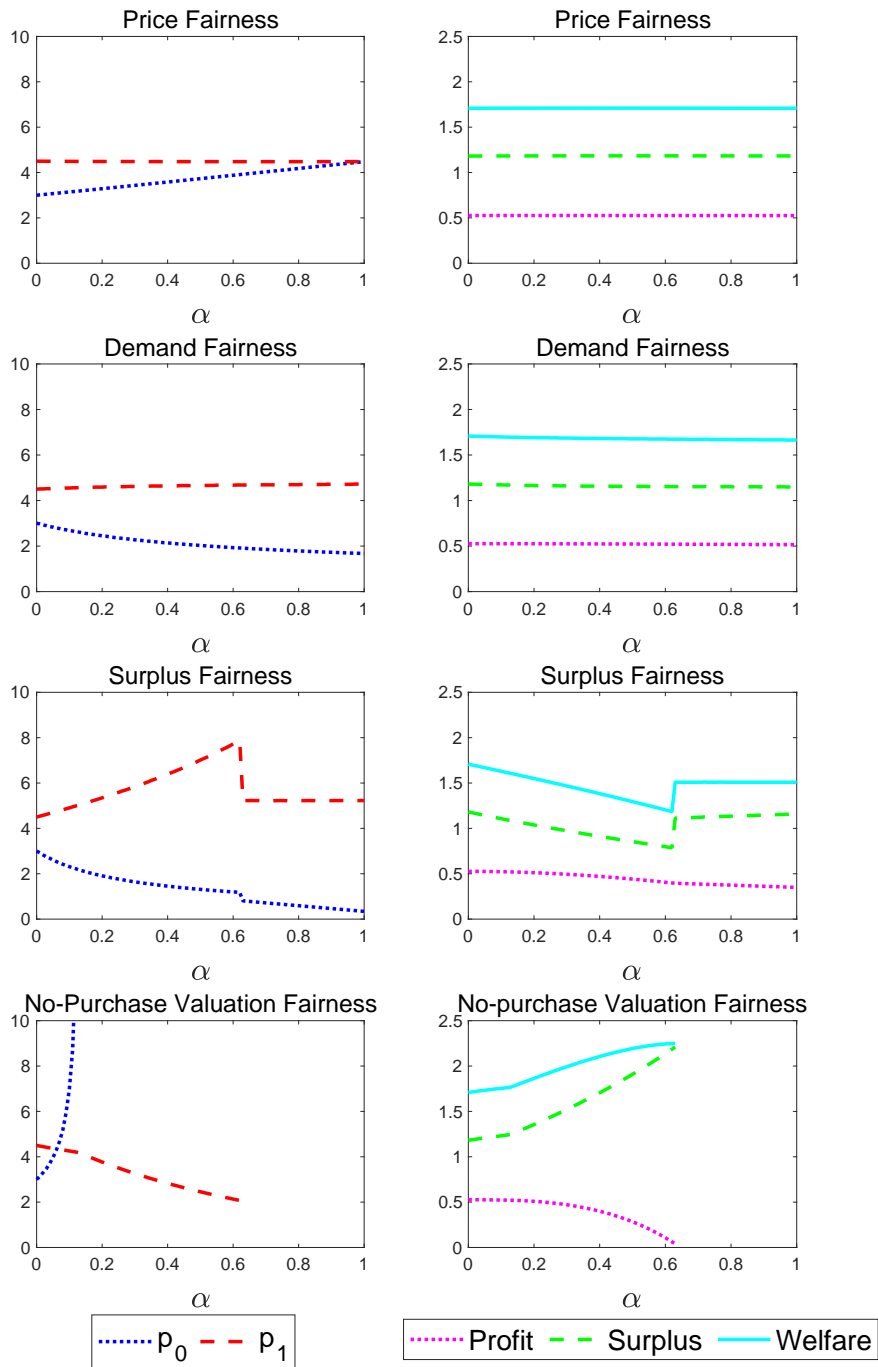 Price Fairness
10
8
6
4
2
0
0 0.2 0.4 0.6 0.8 1
α
Price Fairness
2.5
2
1.5
1
0.5
0
0 0.2 0.4 0.6 0.8 1
α
Demand Fairness
10
8
6
4
2
0
0 0.2 0.4 0.6 0.8 1
α
Demand Fairness
2.5
2
1.5
1
0.5
0
0 0.2 0.4 0.6 0.8 1
α
Surplus Fairness
10
8
6
4
2
0
0 0.2 0.4 0.6 0.8 1
α
Surplus Fairness
2.5
2
1.5
1
0.5
0
0 0.2 0.4 0.6 0.8 1
α
No-Purchase Valuation Fairness
10
8
6
4
2
0
0 0.2 0.4 0.6 0.8 1
α
No-purchase Valuation Fairness
2.5
2
1.5
1
0.5
0
0 0.2 0.4 0.6 0.8 1
α
p_0 p_1
Profit Surplus Welfare